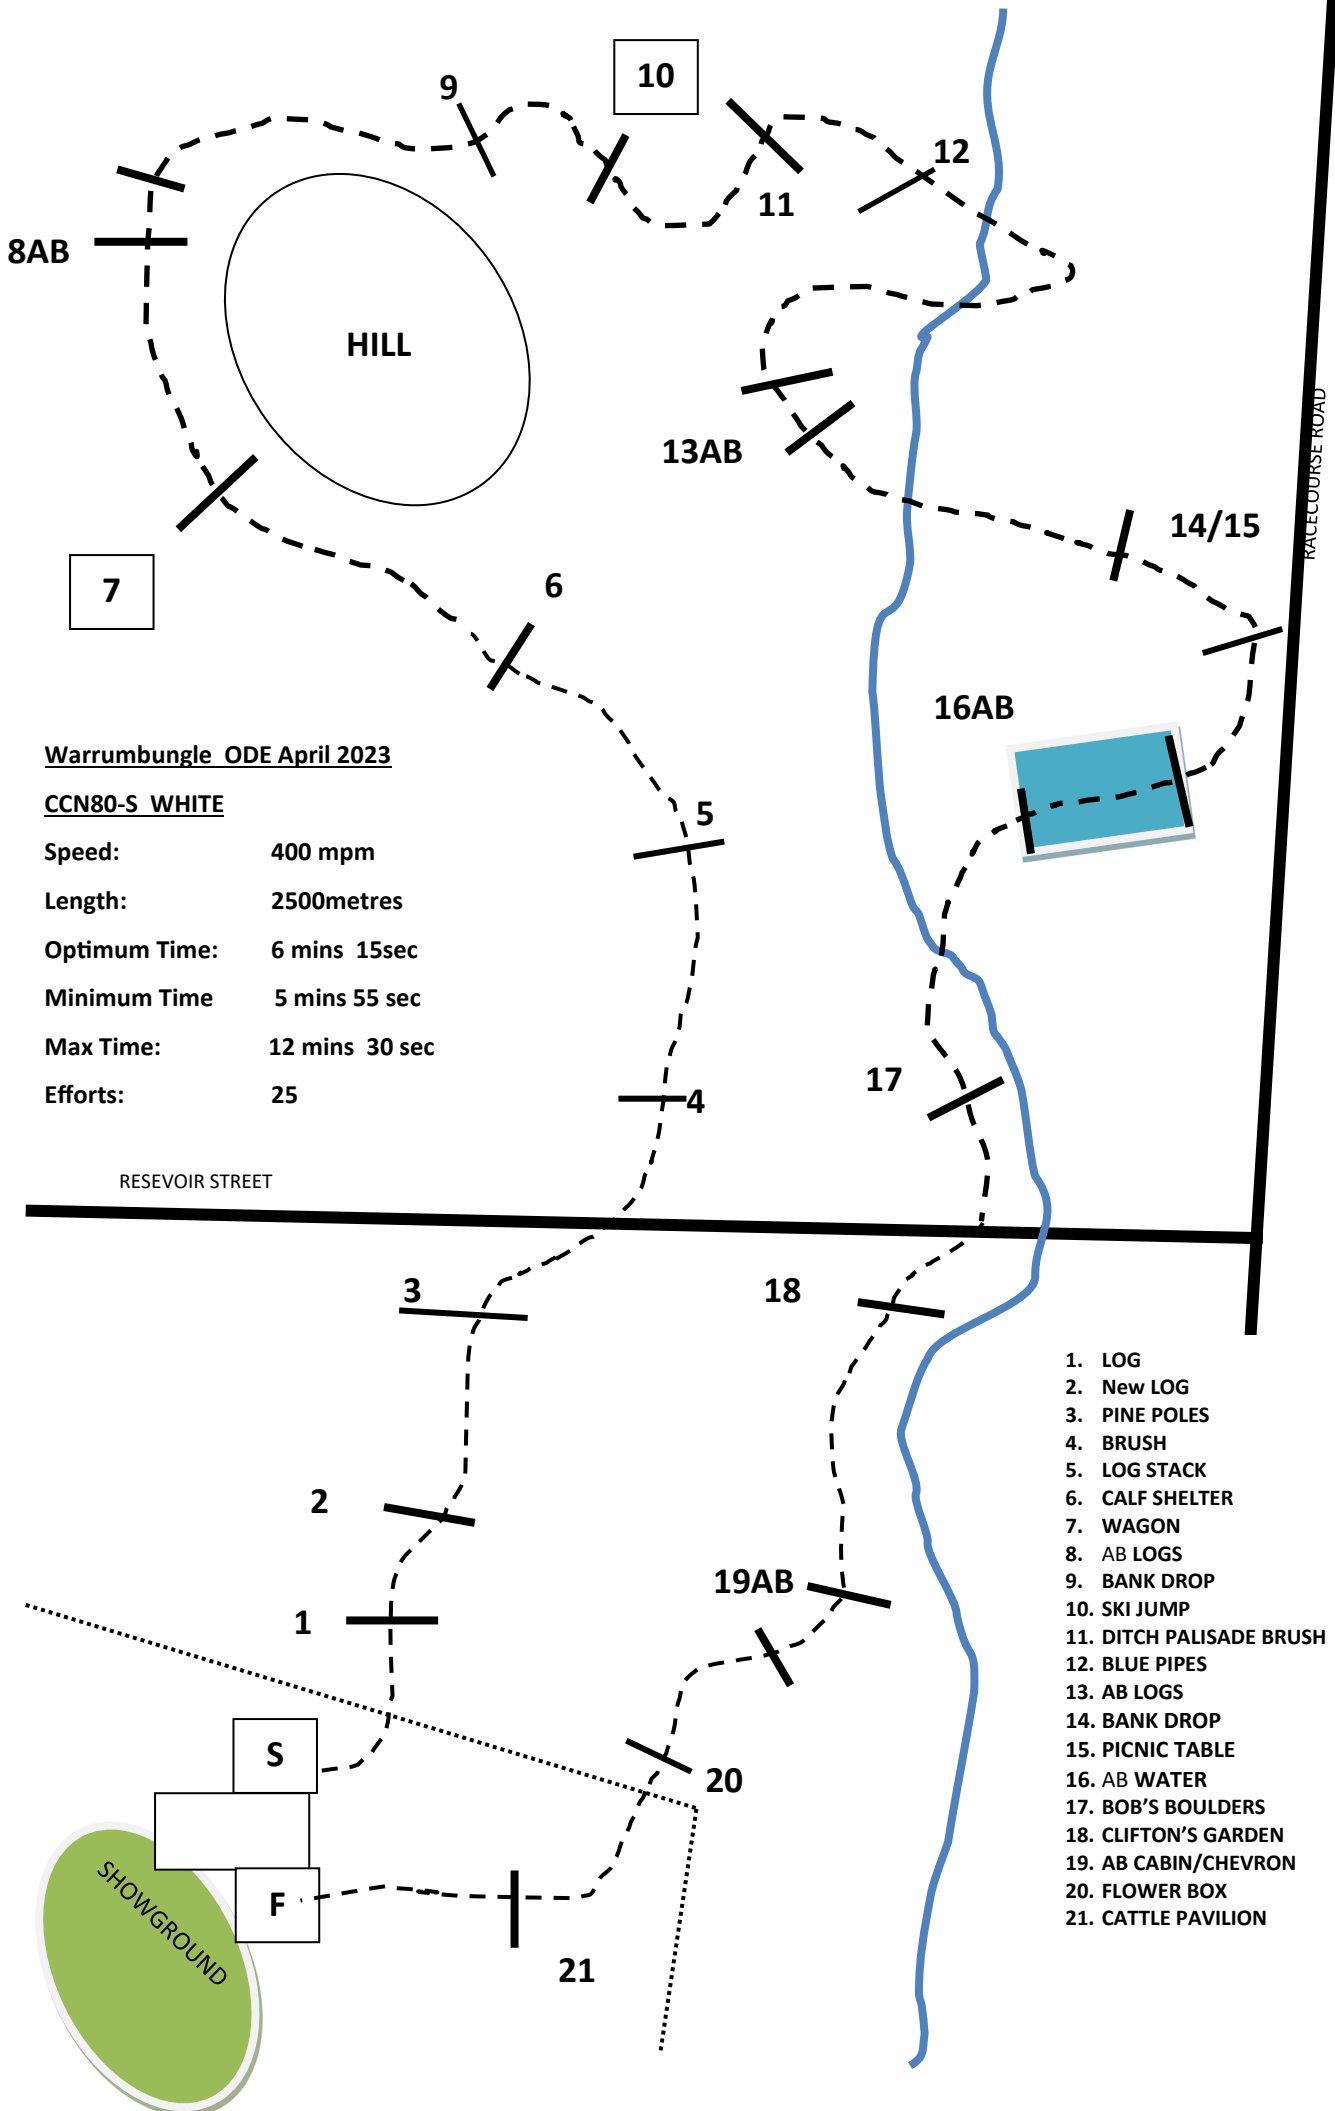 10
9
12
11
8AB
HILL
RACECOURSE ROAD
13AB
14/15
7
6
16AB
Warrumbungle ODE April 2023
CCN80-S WHITE
5
Speed: 400 mpm
Length: 2500metres
Optimum Time: 6 mins 15sec
Minimum Time 5 mins 55 sec
Max Time: 12 mins 30 sec
Efforts: 25
17
4
RESEVOIR STREET
3
18
1. LOG
2. New LOG
3. PINE POLES
4. BRUSH
5. LOG STACK
6. CALF SHELTER
7. WAGON
8. AB LOGS
9. BANK DROP
10. SKI JUMP
11. DITCH PALISADE BRUSH
12. BLUE PIPES
13. AB LOGS
14. BANK DROP
15. PICNIC TABLE
16. AB WATER
17. BOB'S BOULDERS
18. CLIFTON'S GARDEN
19. AB CABIN/CHEVRON
20. FLOWER BOX
21. CATTLE PAVILION
2
19AB
1
S
20
SHOWGROUND
F
21